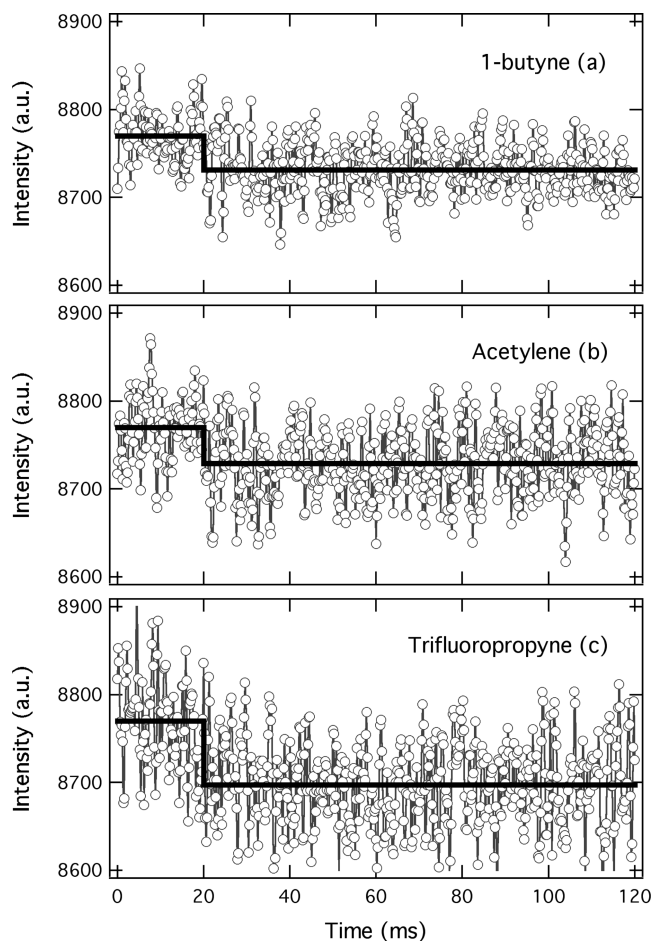 8900
1-butyne (a)
8800
8700
8600
Intensity (a.u.)
8900
Acetylene (b)
8800
8700
8600
Intensity (a.u.)
8900
Trifluoropropyne (c)
8800
8700
8600
Intensity (a.u.)
0 20 40 60 80 100 120
Time (ms)